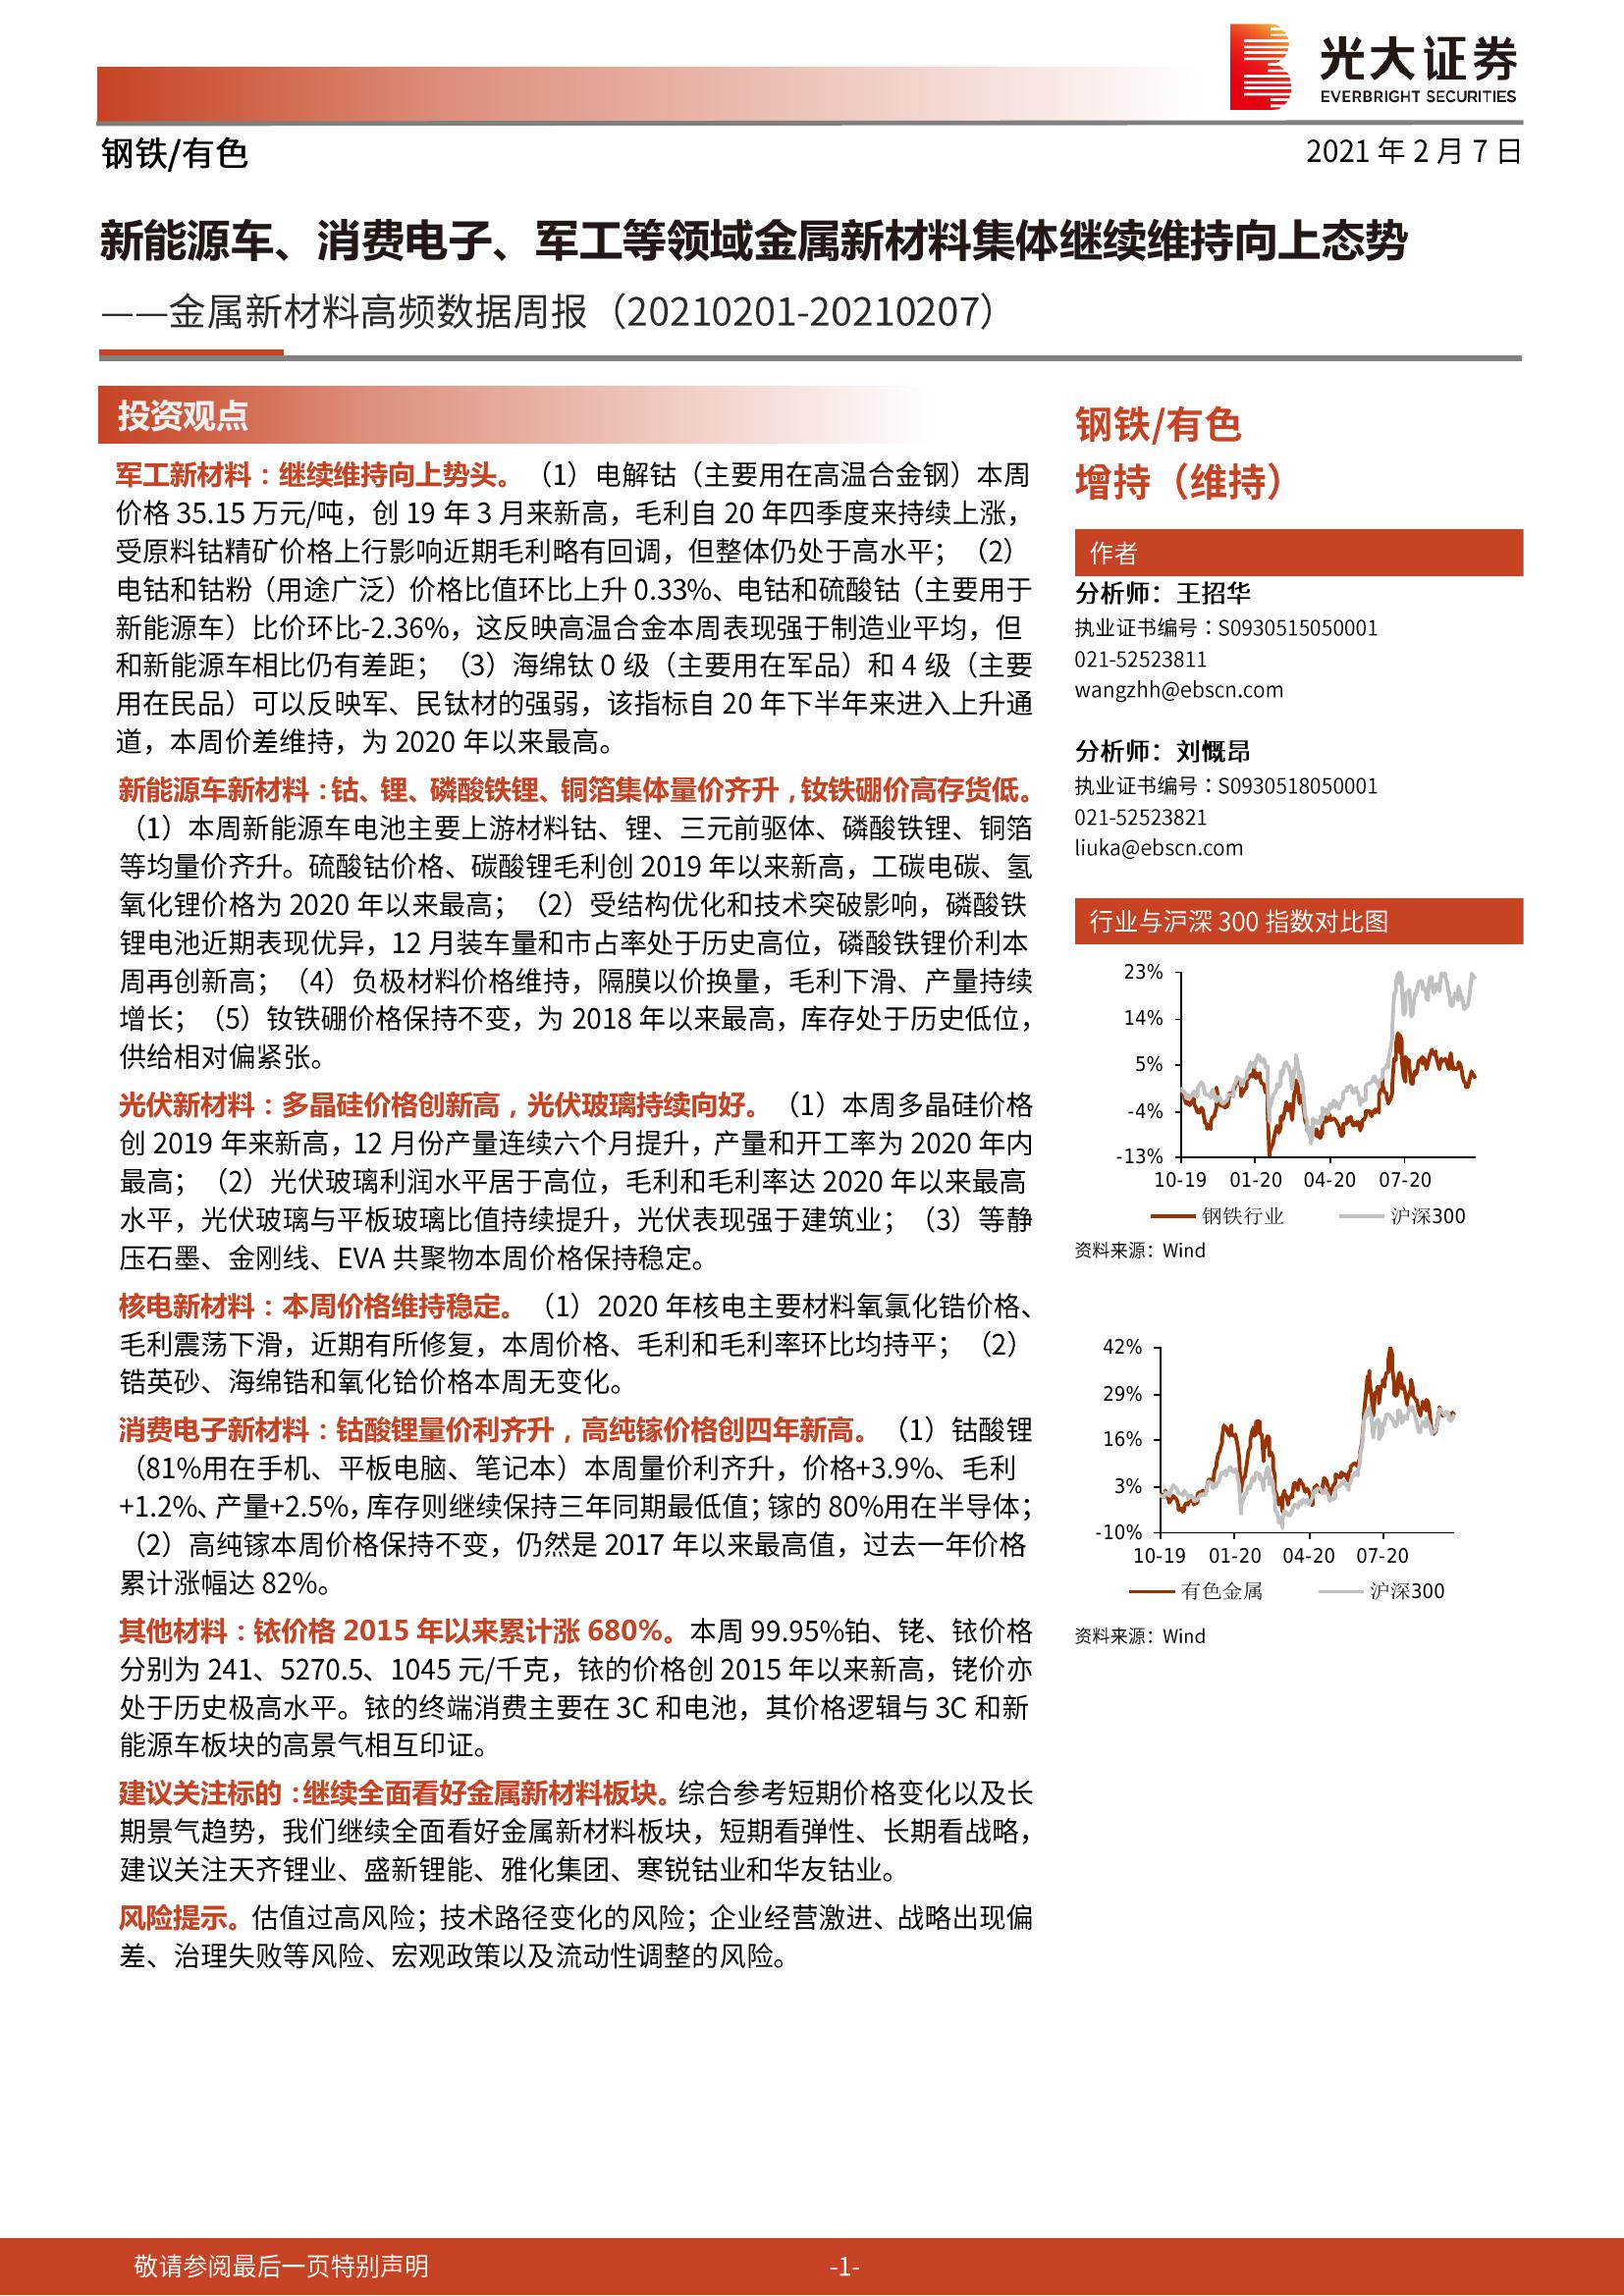 光大证券
EVERBRIGHT SECURITIES
钢铁/有色
2021 年 2 月 7 日
新能源车、消费电子、军工等领域金属新材料集体继续维持向上态势
——金属新材料高频数据周报（20210201-20210207）
投资观点
军工新材料：继续维持向上势头。（1）电解钴（主要用在高温合金钢）本周
价格 35.15 万元/吨，创 19 年 3 月来新高，毛利自 20 年四季度来持续上涨，
受原料钴精矿价格上行影响近期毛利略有回调，但整体仍处于高水平；（2）
电钴和钴粉（用途广泛）价格比值环比上升 0.33%、电钴和硫酸钴（主要用于
新能源车）比价环比-2.36%，这反映高温合金本周表现强于制造业平均，但
和新能源车相比仍有差距；（3）海绵钛 0 级（主要用在军品）和 4 级（主要
用在民品）可以反映军、民钛材的强弱，该指标自 20 年下半年来进入上升通
道，本周价差维持，为 2020 年以来最高。
新能源车新材料：钴、锂、磷酸铁锂、铜箔集体量价齐升，钕铁硼价高存货低。
（1）本周新能源车电池主要上游材料钴、锂、三元前驱体、磷酸铁锂、铜箔
等均量价齐升。硫酸钴价格、碳酸锂毛利创 2019 年以来新高，工碳电碳、氢
氧化锂价格为 2020 年以来最高；（2）受结构优化和技术突破影响，磷酸铁
锂电池近期表现优异，12 月装车量和市占率处于历史高位，磷酸铁锂价利本
周再创新高；（4）负极材料价格维持，隔膜以价换量，毛利下滑、产量持续
增长；（5）钕铁硼价格保持不变，为 2018 年以来最高，库存处于历史低位，
供给相对偏紧张。
光伏新材料：多晶硅价格创新高，光伏玻璃持续向好。（1）本周多晶硅价格
创 2019 年来新高，12 月份产量连续六个月提升，产量和开工率为 2020 年内
最高；（2）光伏玻璃利润水平居于高位，毛利和毛利率达 2020 年以来最高
水平，光伏玻璃与平板玻璃比值持续提升，光伏表现强于建筑业；（3）等静
压石墨、金刚线、EVA 共聚物本周价格保持稳定。
核电新材料：本周价格维持稳定。（1）2020 年核电主要材料氧氯化锆价格、
毛利震荡下滑，近期有所修复，本周价格、毛利和毛利率环比均持平；（2）
锆英砂、海绵锆和氧化铪价格本周无变化。
消费电子新材料：钴酸锂量价利齐升，高纯镓价格创四年新高。（1）钴酸锂
（81%用在手机、平板电脑、笔记本）本周量价利齐升，价格+3.9%、毛利
+1.2%、产量+2.5%，库存则继续保持三年同期最低值；镓的 80%用在半导体；
（2）高纯镓本周价格保持不变，仍然是 2017 年以来最高值，过去一年价格
累计涨幅达 82%。
其他材料：铱价格 2015 年以来累计涨 680%。本周 99.95%铂、铑、铱价格
分别为 241、5270.5、1045 元/千克，铱的价格创 2015 年以来新高，铑价亦
处于历史极高水平。铱的终端消费主要在 3C 和电池，其价格逻辑与 3C 和新
能源车板块的高景气相互印证。
建议关注标的：继续全面看好金属新材料板块。综合参考短期价格变化以及长
期景气趋势，我们继续全面看好金属新材料板块，短期看弹性、长期看战略，
建议关注天齐锂业、盛新锂能、雅化集团、寒锐钴业和华友钴业。
风险提示。估值过高风险；技术路径变化的风险；企业经营激进、战略出现偏
差、治理失败等风险、宏观政策以及流动性调整的风险。
钢铁/有色
增持（维持）
作者
分析师：王招华
执业证书编号：S0930515050001
021-52523811
wangzhh@ebscn.com
分析师：刘慨昂
执业证书编号：S0930518050001
021-52523821
liuka@ebscn.com
行业与沪深 300 指数对比图
23%
14%
5%
-4%
-13%
10-19 01-20 04-20 07-20
钢铁行业 沪深300
资料来源：Wind
42%
29%
16%
3%
-10%
10-19 01-20 04-20 07-20
有色金属 沪深300
资料来源：Wind
敬请参阅最后一页特别声明
-1-